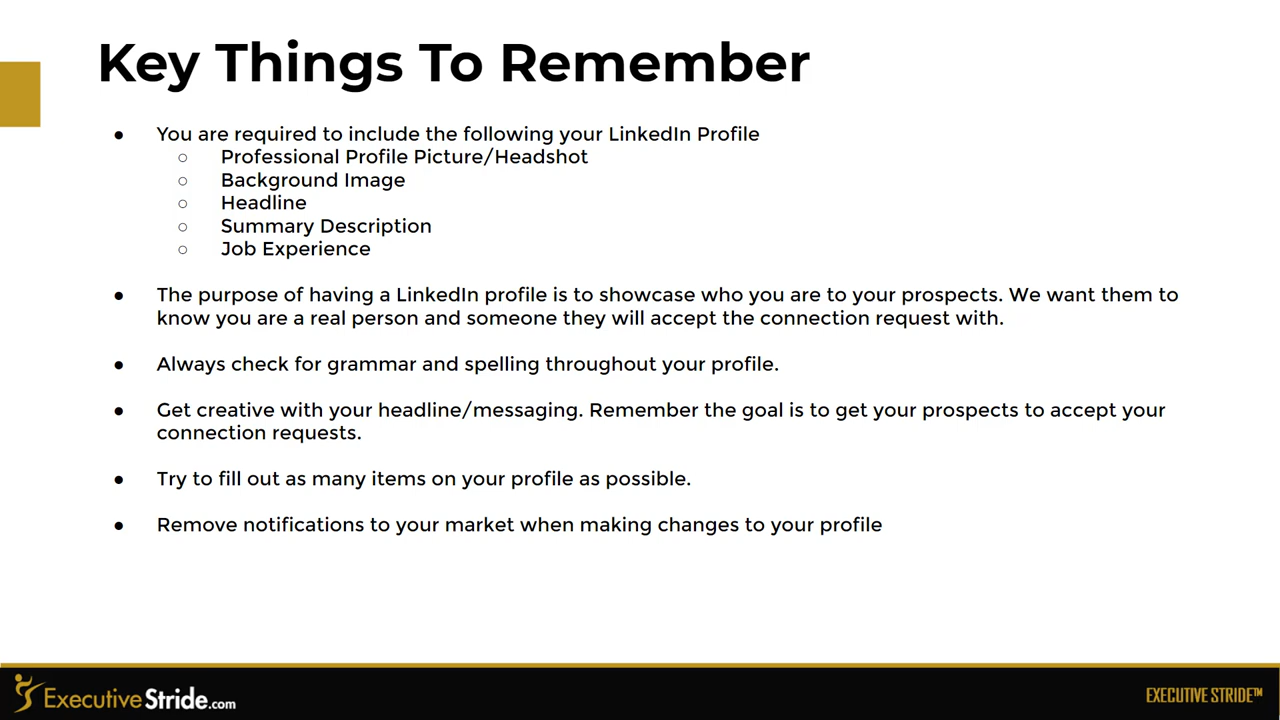 Key Things To Remember
● You are required to include the following your LinkedIn Profile
○ Professional Profile Picture/Headshot
○ Background Image
○ Headline
○ Summary Description
○ Job Experience
● The purpose of having a LinkedIn profile is to showcase who you are to your prospects. We want them to
know you are a real person and someone they will accept the connection request with.
● Always check for grammar and spelling throughout your profile.
● Get creative with your headline/messaging. Remember the goal is to get your prospects to accept your
connection requests.
● Try to fill out as many items on your profile as possible.
● Remove notifications to your market when making changes to your profile
ExecutiveStride.com
EXECUTIVE STRIDE™